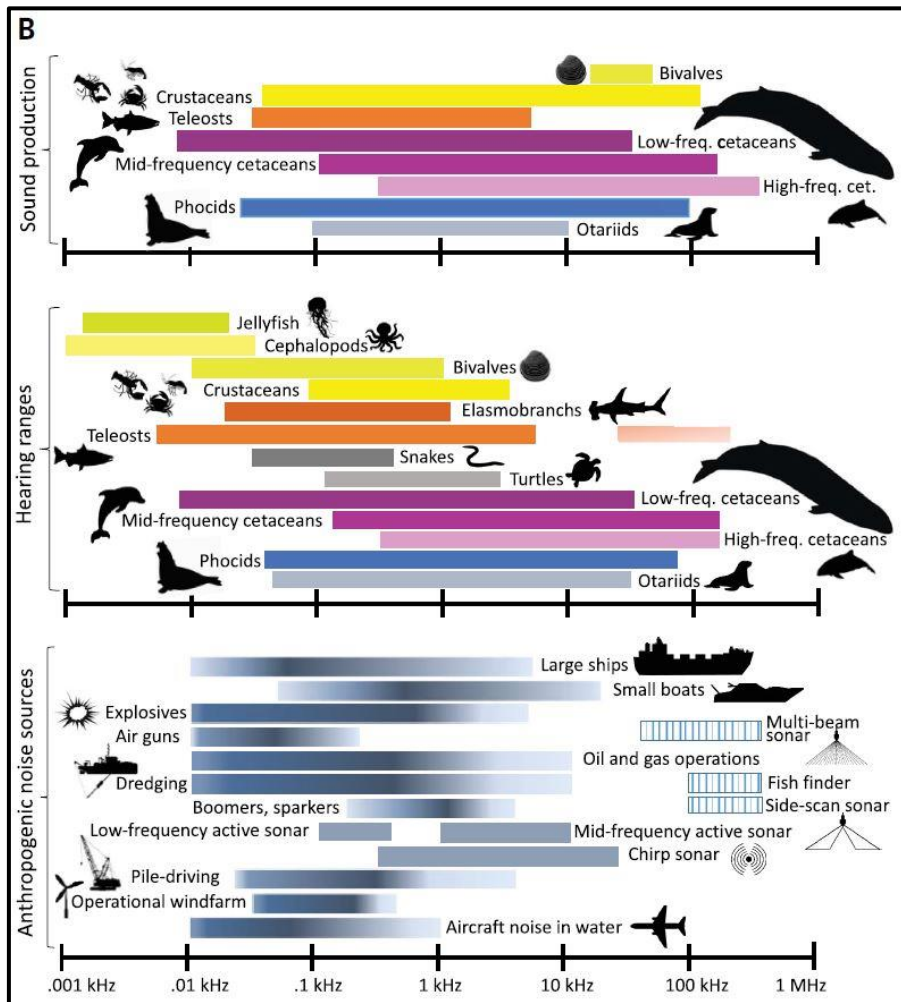 B
Sound production
Bivalves
Crustaceans
Teleosts
Low-freq. cetaceans
Mid-frequency cetaceans
High-freq. cet.
Phocids
Otariids
Hearing ranges
Jellyfish
Cephalopods
Bivalves
Crustaceans
Elasmobranchs
Teleosts
Snakes
Turtles
Low-freq. cetaceans
Mid-frequency cetaceans
High-freq. cetaceans
Phocids
Otariids
Anthropogenic noise sources
Large ships
Small boats
Explosives
Multi-beam
sonar
Air guns
Oil and gas operations
Dredging
Fish finder
Boomers, sparkers
Side-scan sonar
Low-frequency active sonar
Mid-frequency active sonar
Chirp sonar
Pile-driving
Operational windfarm
Aircraft noise in water
.001 kHz .01 kHz .1kHz 1 kHz 10 kHz 100 kHz 1 MHz